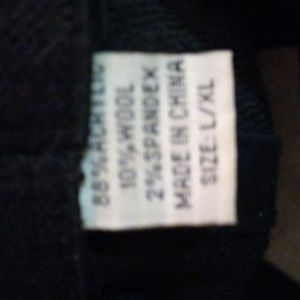 88% ACRYLIC
10% WOOL
2% SPANDEX
MADE IN CHINA
SIZE: L/XL